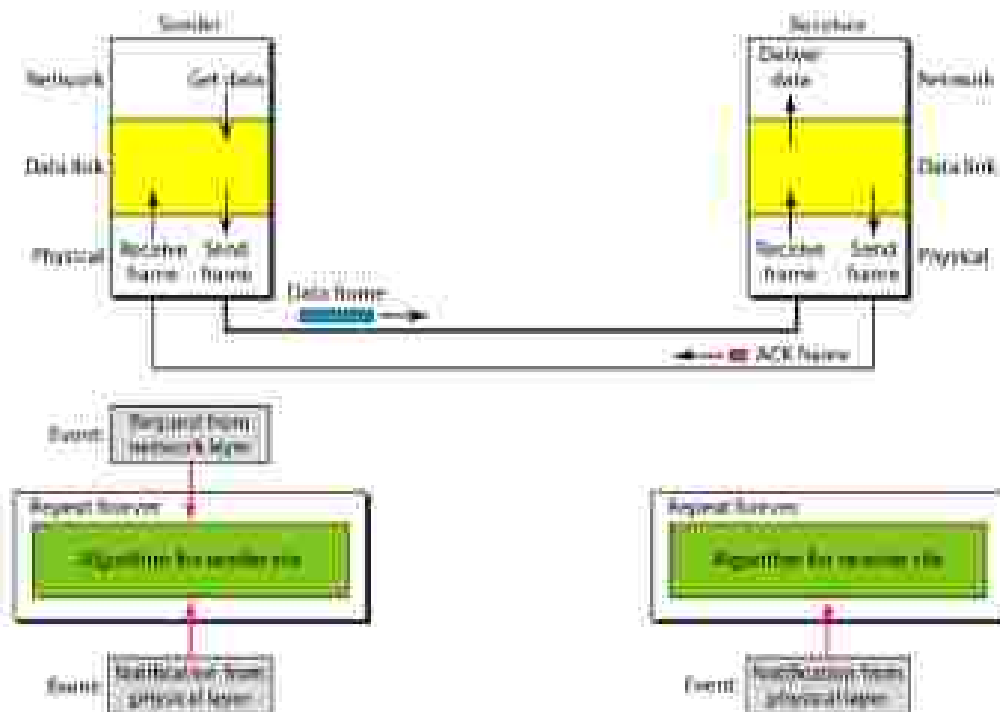 Sender
Receiver
Network
Get data
Deliver
data
Network
Data link
Data link
Physical
Receive
frame
Send
frame
Receive
frame
Send
frame
Physical
Data frame
ACK frame
Event:
Request from
network layer
Repeat forever
Algorithm for sender site
Repeat forever
Algorithm for receiver site
Event:
Notification from
physical layer
Event:
Notification from
physical layer